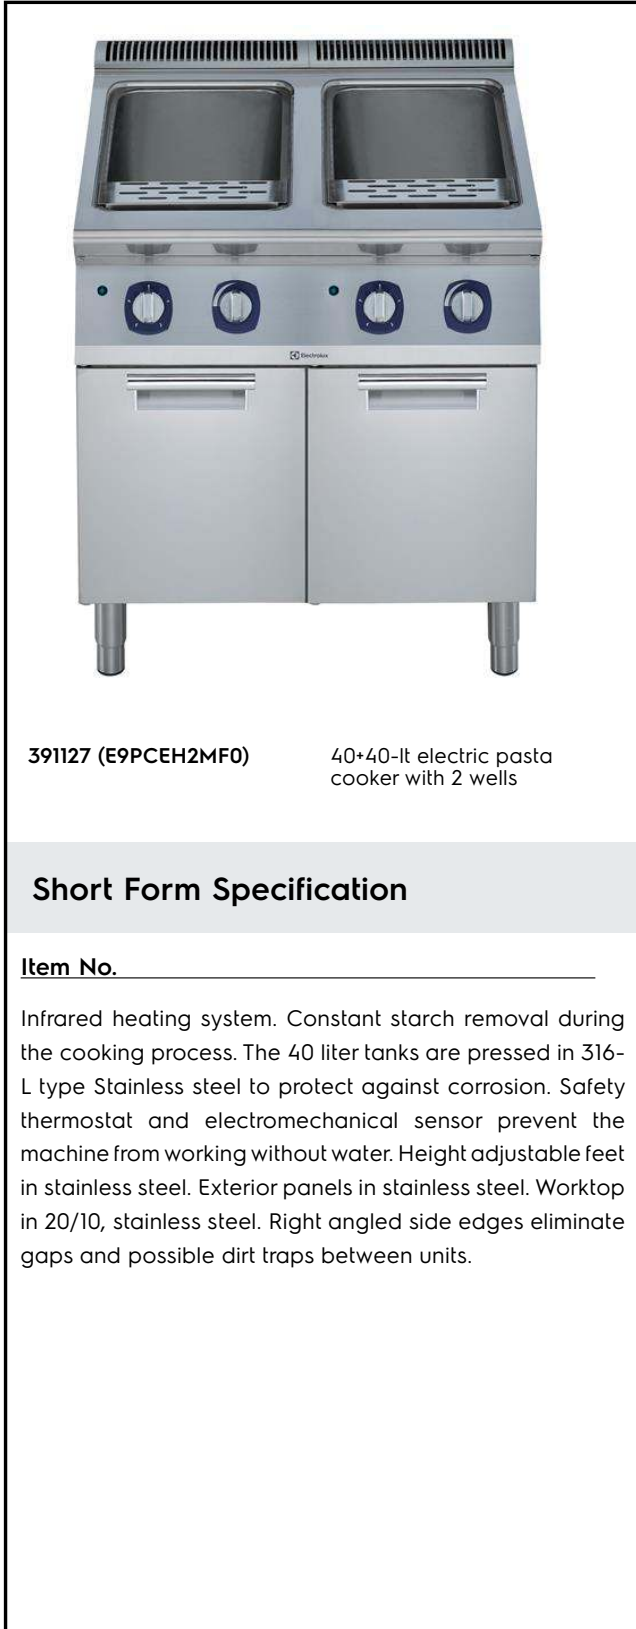 Electrolux
391127 (E9PCEH2MF0)
40+40-lt electric pasta
cooker with 2 wells
Short Form Specification
Item No.
Infrared heating system. Constant starch removal during
the cooking process. The 40 liter tanks are pressed in 316-
L type Stainless steel to protect against corrosion. Safety
thermostat and electromechanical sensor prevent the
machine from working without water. Height adjustable feet
in stainless steel. Exterior panels in stainless steel. Worktop
in 20/10, stainless steel. Right angled side edges eliminate
gaps and possible dirt traps between units.